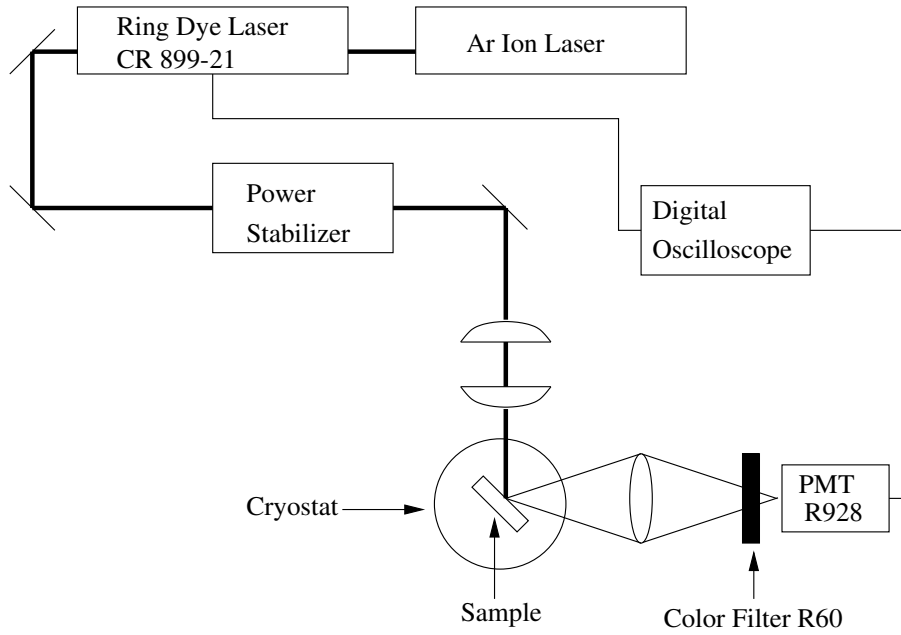 Ring Dye Laser
CR 899-21
Ar Ion Laser
Power
Stabilizer
Digital
Oscilloscope
Cryostat
PMT
R928
Sample
Color Filter R60